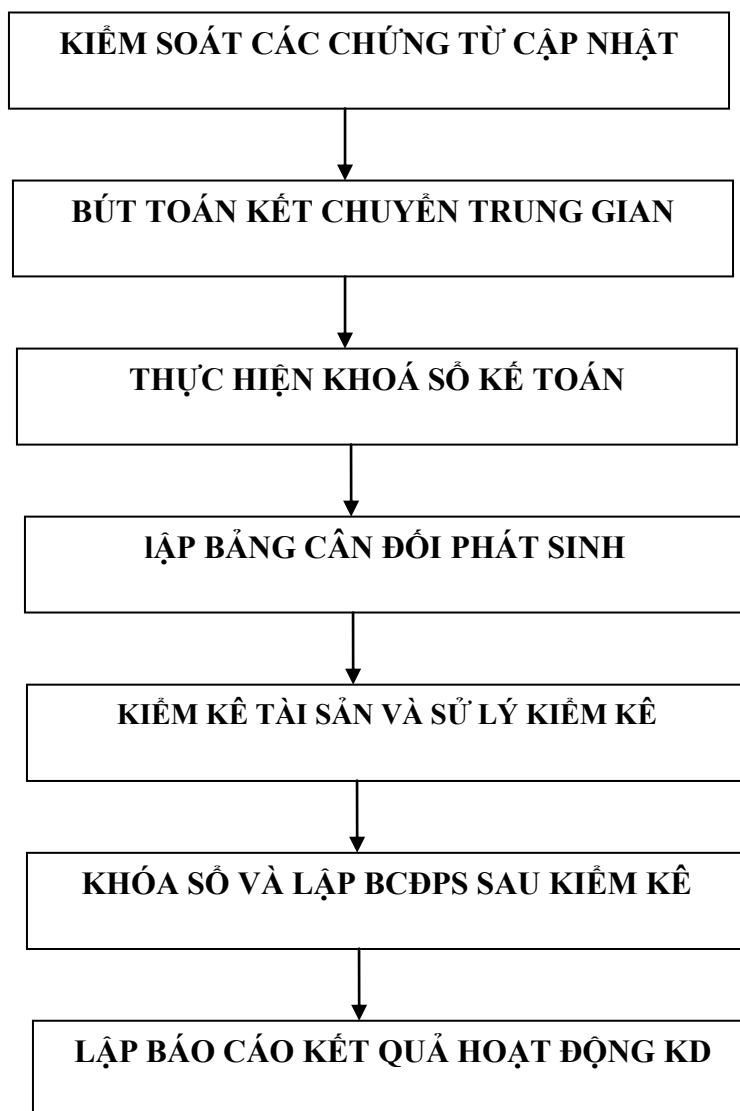 KIỂM SOÁT CÁC CHỨNG TỪ CẬP NHẬT
BÚT TOÁN KẾT CHUYỂN TRUNG GIAN
THỰC HIỆN KHOÁ SỔ KẾ TOÁN
lẬP BẢNG CÂN ĐỐI PHÁT SINH
KIỂM KÊ TÀI SẢN VÀ SỬ LÝ KIỂM KÊ
KHÓA SỔ VÀ LẬP BCĐPS SAU KIỂM KÊ
LẬP BÁO CÁO KẾT QUẢ HOẠT ĐỘNG KD